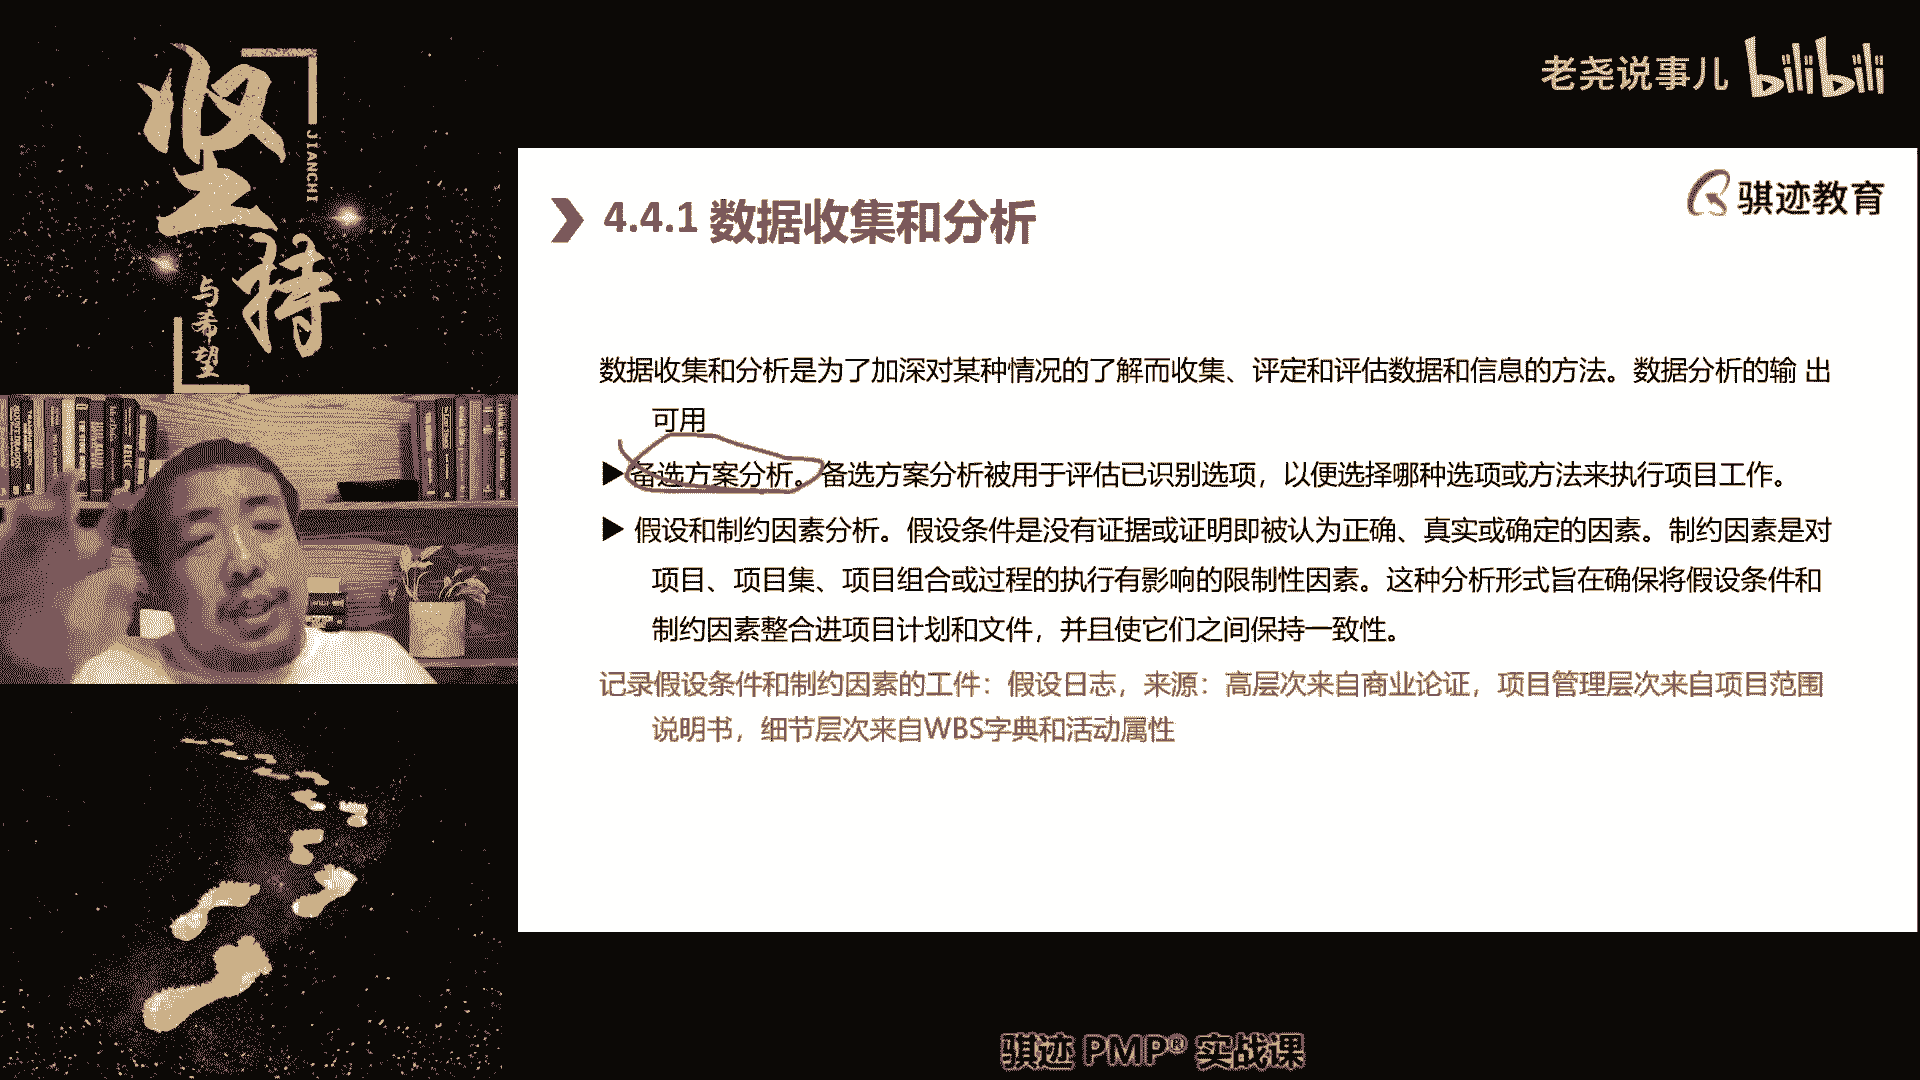 坚持
JIANCHI
与希望
老尧说事儿 bilibili
骐迹教育
4.4.1 数据收集和分析
数据收集和分析是为了加深对某种情况的了解而收集、评定和评估数据和信息的方法。数据分析的输 出
可用
▶备选方案分析。备选方案分析被用于评估已识别选项，以便选择哪种选项或方法来执行项目工作。
▶ 假设和制约因素分析。假设条件是没有证据或证明即被认为正确、真实或确定的因素。制约因素是对
项目、项目集、项目组合或过程的执行有影响的限制性因素。这种分析形式旨在确保将假设条件和
制约因素整合进项目计划和文件，并且使它们之间保持一致性。
记录假设条件和制约因素的工件：假设日志，来源：高层次来自商业论证，项目管理层次来自项目范围
说明书，细节层次来自WBS字典和活动属性
骐迹 PMP® 实战课